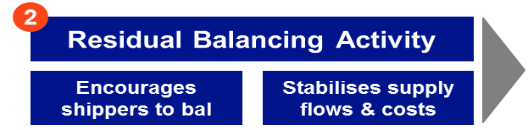 2
Residual Balancing Activity
Encourages
shippers to bal
Stabilises supply
flows & costs